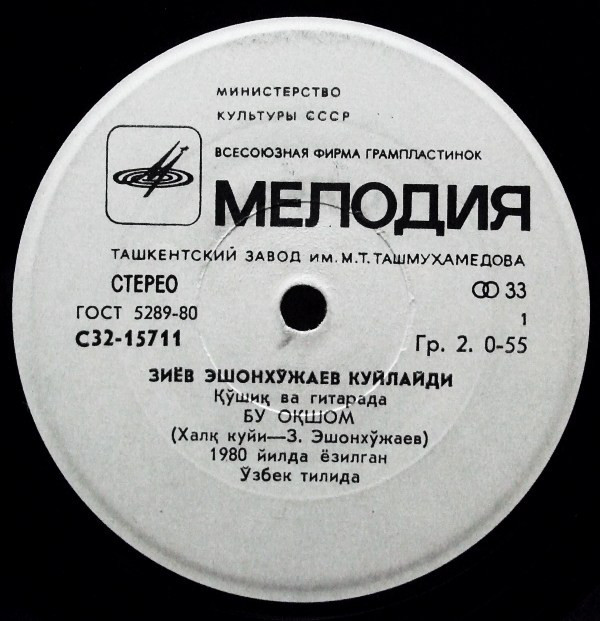 МИНИСТЕРСТВО
КУЛЬТУРЫ СССР
ВСЕСОЮЗНАЯ ФИРМА ГРАМПЛАСТИНОК
МЕЛОДИЯ
ТАШКЕНТСКИЙ ЗАВОД ИМ. М.Т. ТАШМУХАМЕДОВА
СТЕРЕО 33
ГОСТ 5289-80 1
С32-15711 Гр. 2. 0-55
ЗИЁВ ЭШОНХЎЖАЕВ КУЙЛАЙДИ
Қўшиқ ва гитарада
БУ ОҚШОМ
(Халқ куйи—З. Эшонхўжаев)
1980 йилда ёзилган
Ўзбек тилида